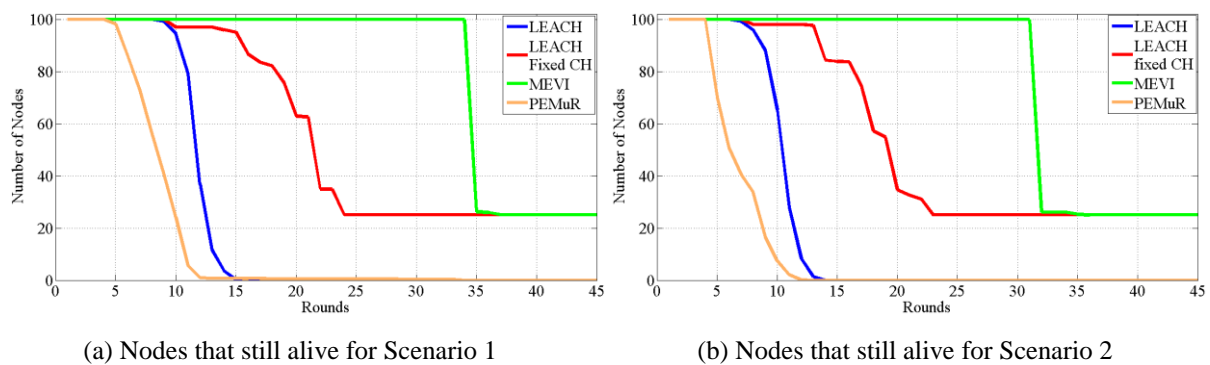 100
80
60
40
20
0
Number of Nodes
0 5 10 15 20 25 30 35 40 45
Rounds
LEACH
LEACH
Fixed CH
MEVI
PEMuR
(a) Nodes that still alive for Scenario 1
100
80
60
40
20
0
Number of Nodes
0 5 10 15 20 25 30 35 40 45
Rounds
LEACH
LEACH
fixed CH
MEVI
PEMuR
(b) Nodes that still alive for Scenario 2